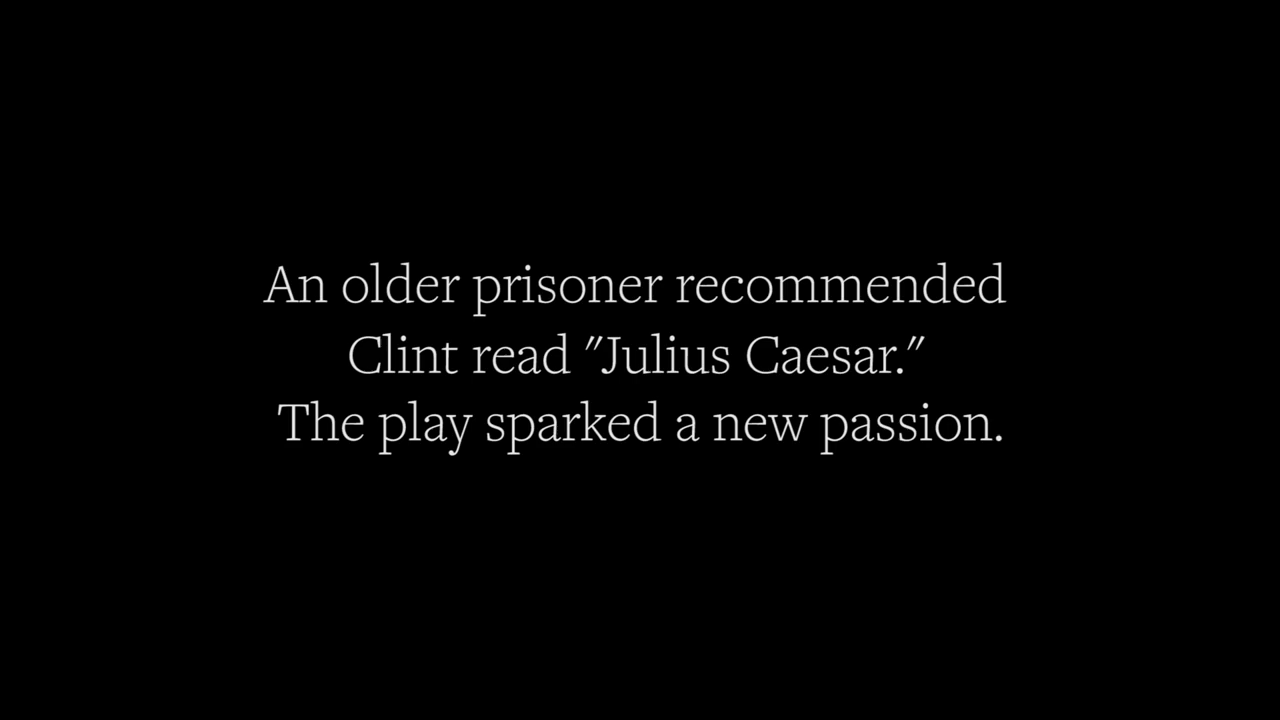 An older prisoner recommended
Clint read "Julius Caesar."
The play sparked a new passion.